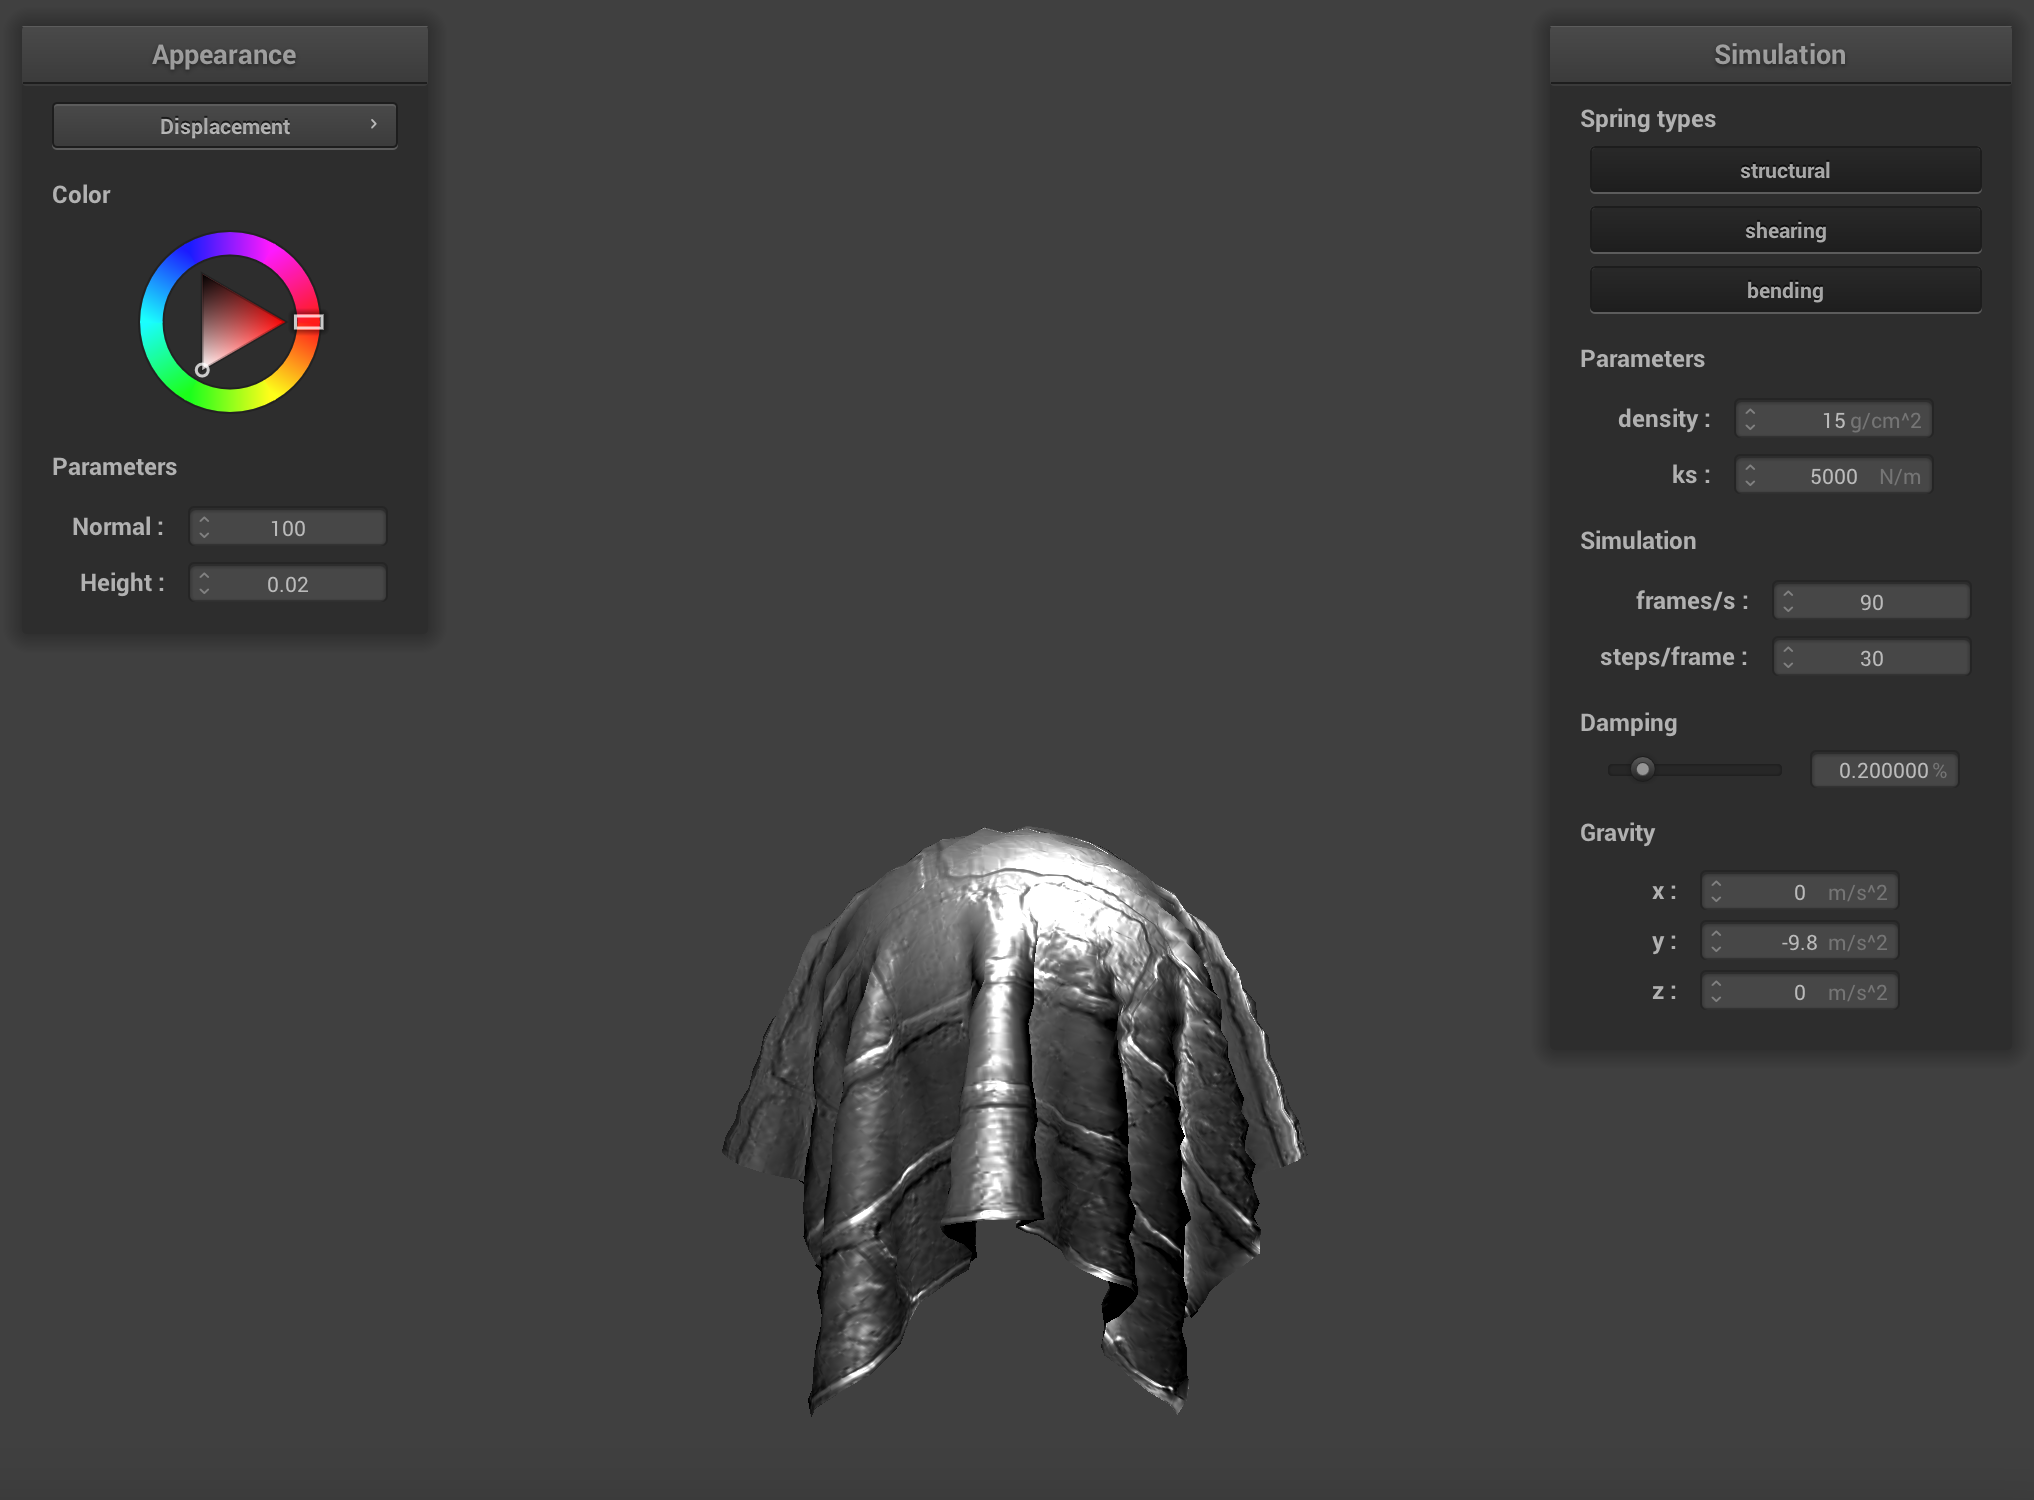 Appearance
Displacement
Color
Parameters
Normal : 100
Height : 0.02
Simulation
Spring types
structural
shearing
bending
Parameters
density : 15 g/cm^2
ks : 5000 N/m
Simulation
frames/s : 90
steps/frame : 30
Damping
0.200000 %
Gravity
x : 0 m/s^2
y : -9.8 m/s^2
z : 0 m/s^2